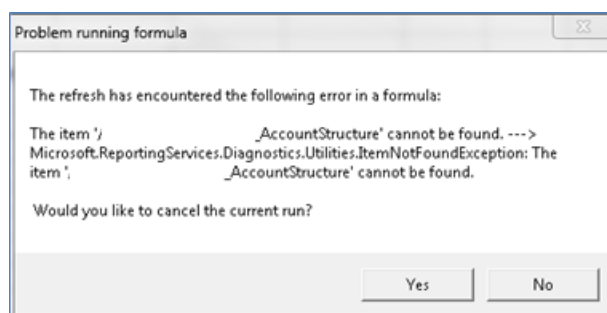 Problem running formula
The refresh has encountered the following error in a formula:
The item '/ _AccountStructure' cannot be found. --->
Microsoft.ReportingServices.Diagnostics.Utilities.ItemNotFoundException: The
item '; _AccountStructure' cannot be found.
Would you like to cancel the current run?
Yes No